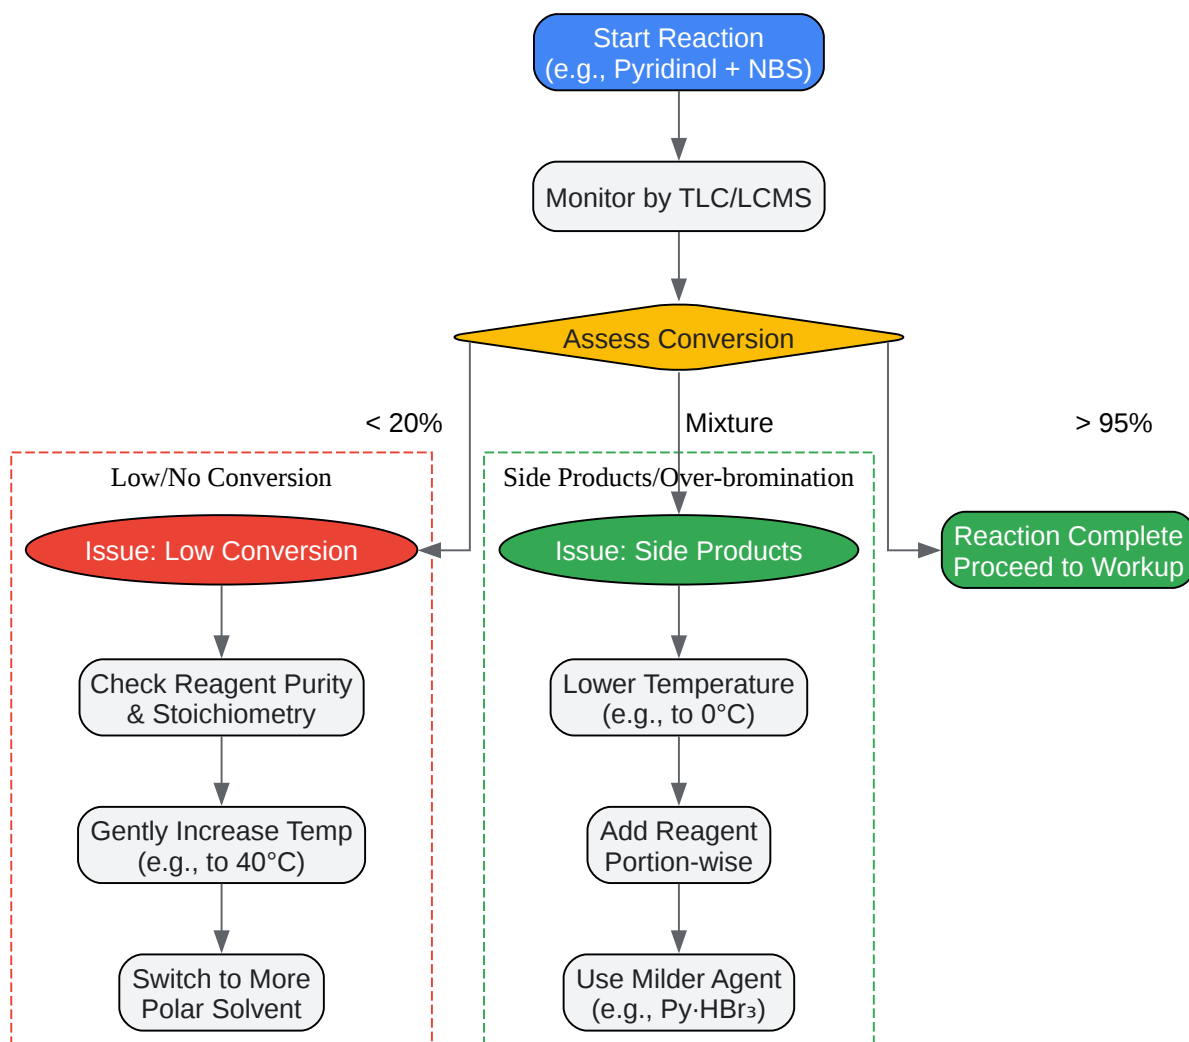 Start Reaction
(e.g., Pyridinol + NBS)
Monitor by TLC/LCMS
Assess Conversion
< 20%
Mixture
> 95%
Low/No Conversion
Side Products/Over-bromination
Issue: Low Conversion
Issue: Side Products
Reaction Complete
Proceed to Workup
Check Reagent Purity
& Stoichiometry
Lower Temperature
(e.g., to 0°C)
Gently Increase Temp
(e.g., to 40°C)
Add Reagent
Portion-wise
Switch to More
Polar Solvent
Use Milder Agent
(e.g., Py·HBr₃)